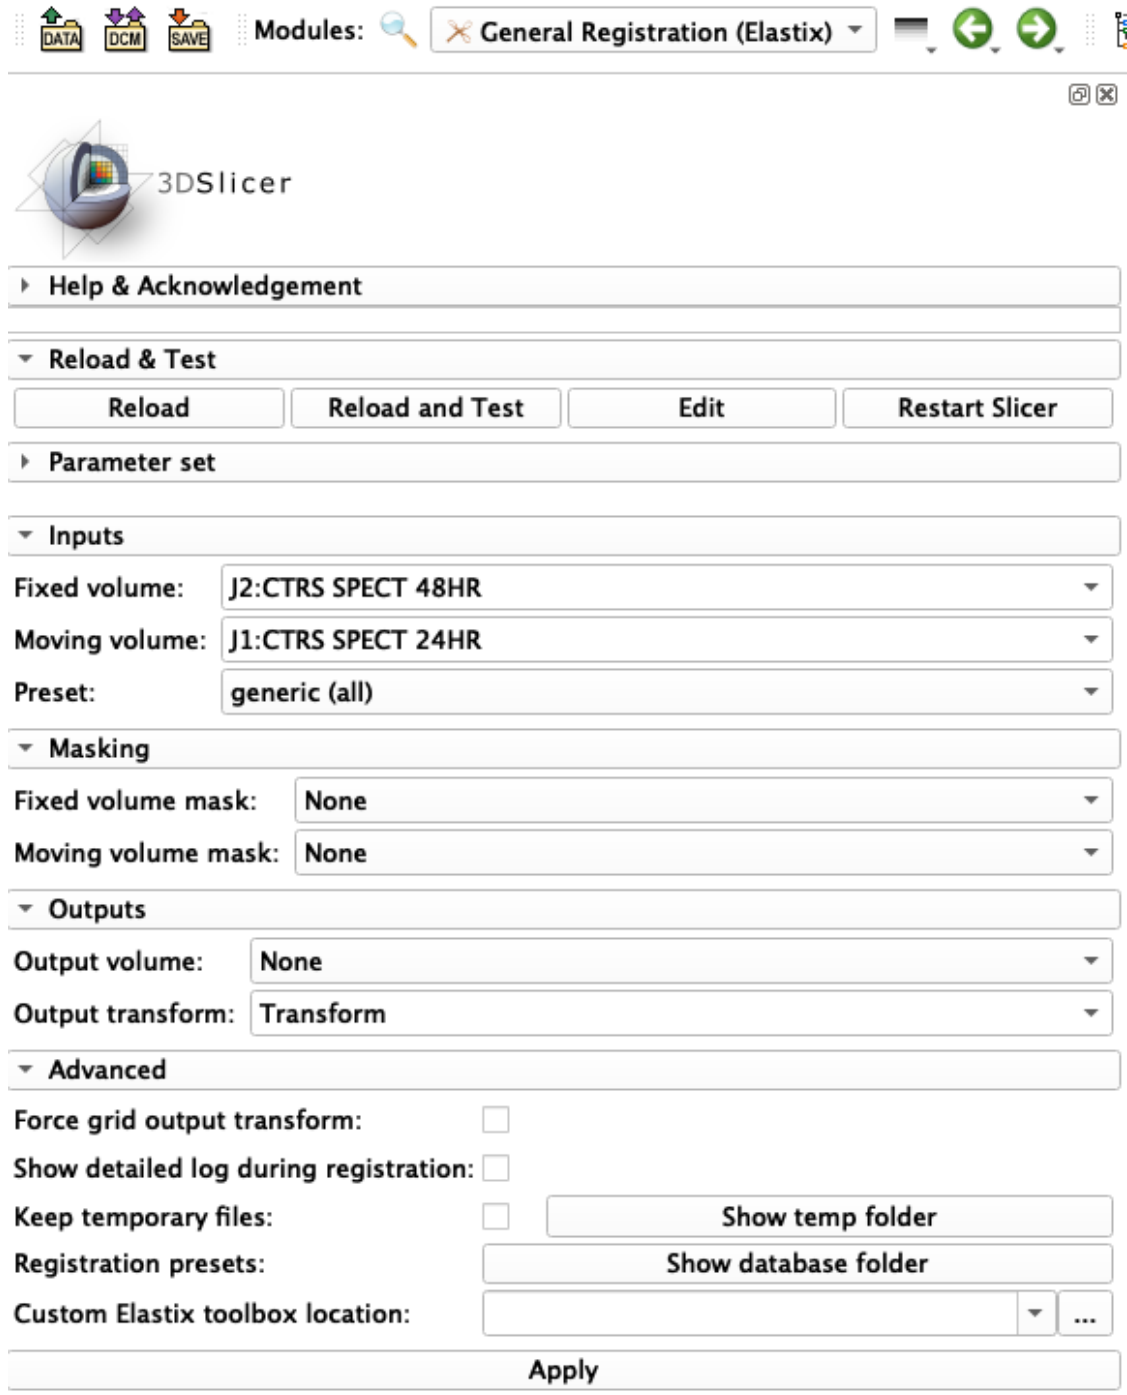 DATA DCM SAVE Modules: General Registration (Elastix)
3DSlicer
Help & Acknowledgement
Reload & Test
Reload Reload and Test Edit Restart Slicer
Parameter set
Inputs
Fixed volume: J2:CTRS SPECT 48HR
Moving volume: J1:CTRS SPECT 24HR
Preset: generic (all)
Masking
Fixed volume mask: None
Moving volume mask: None
Outputs
Output volume: None
Output transform: Transform
Advanced
Force grid output transform:
Show detailed log during registration:
Keep temporary files: Show temp folder
Registration presets: Show database folder
Custom Elastix toolbox location: ...
Apply